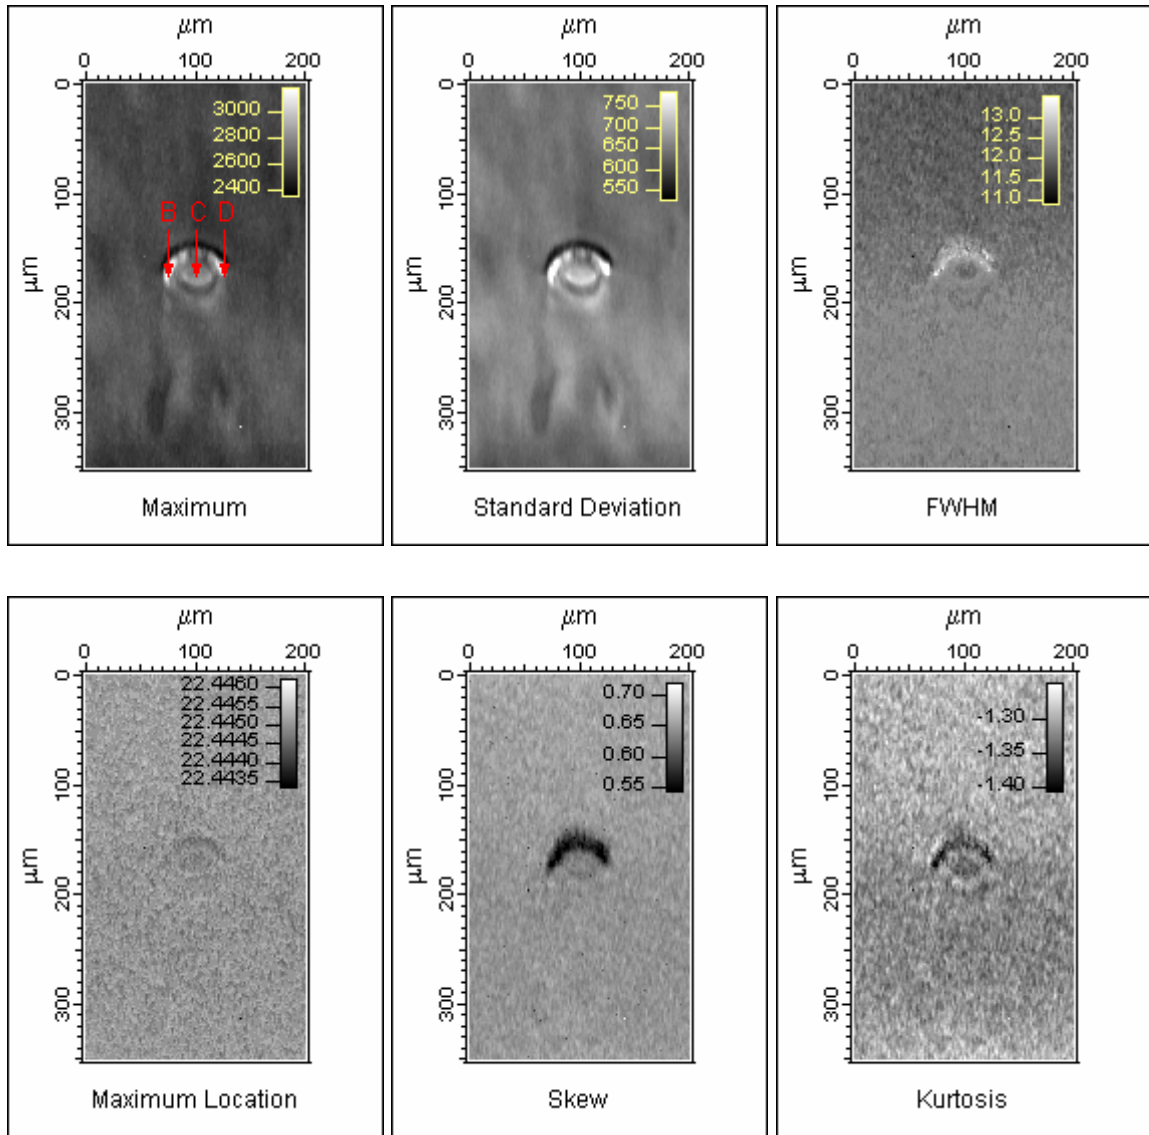 μm
0 100 200
0
100
200
300
μm
3000
2800
2600
2400
B C D
Maximum
μm
0 100 200
0
100
200
300
μm
750
700
650
600
550
Standard Deviation
μm
0 100 200
0
100
200
300
μm
13.0
12.5
12.0
11.5
11.0
FWHM
μm
0 100 200
0
100
200
300
μm
22.4460
22.4455
22.4450
22.4445
22.4440
22.4435
Maximum Location
μm
0 100 200
0
100
200
300
μm
0.70
0.65
0.60
0.55
Skew
μm
0 100 200
0
100
200
300
μm
-1.30
-1.35
-1.40
Kurtosis